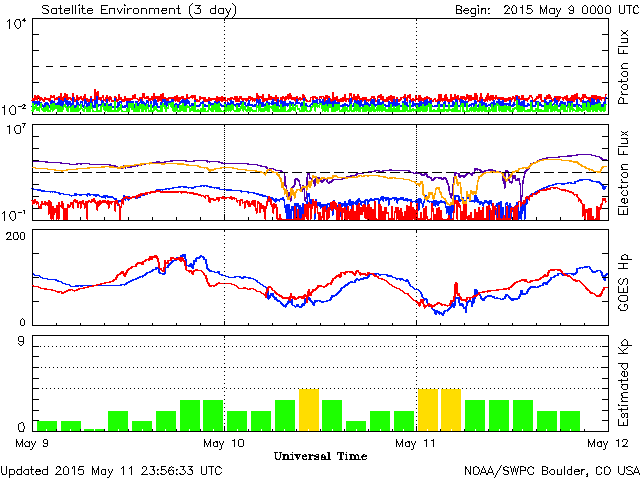 Satellite Environment (3 day) Begin: 2015 May 9 0000 UTC
10⁴
10⁻²
Proton Flux
10⁷
10⁻¹
Electron Flux
200
0
GOES Hp
9
0
Estimated Kp
May 9 May 10 May 11 May 12
Universal Time
Updated 2015 May 11 23:56:33 UTC NOAA/SWPC Boulder, CO USA